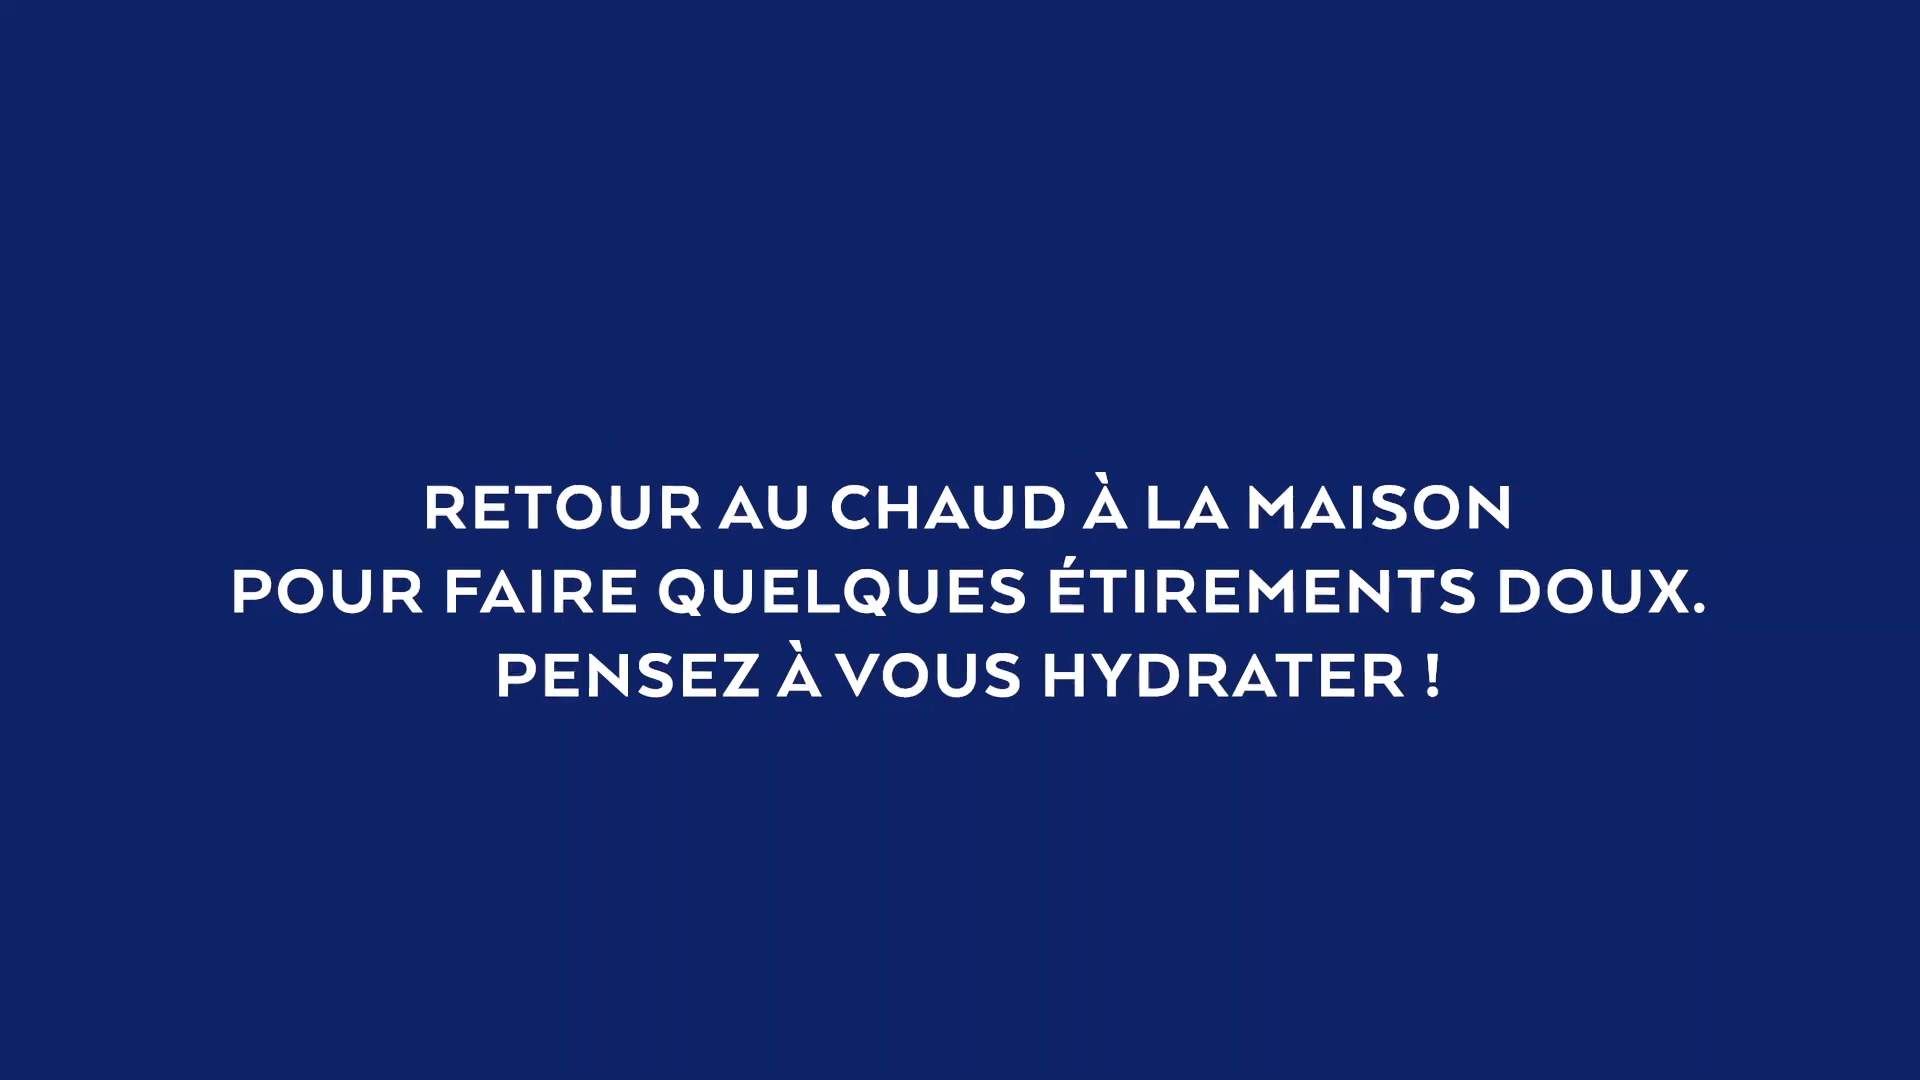 RETOUR AU CHAUD À LA MAISON
POUR FAIRE QUELQUES ÉTIREMENTS DOUX.
PENSEZ À VOUS HYDRATER !